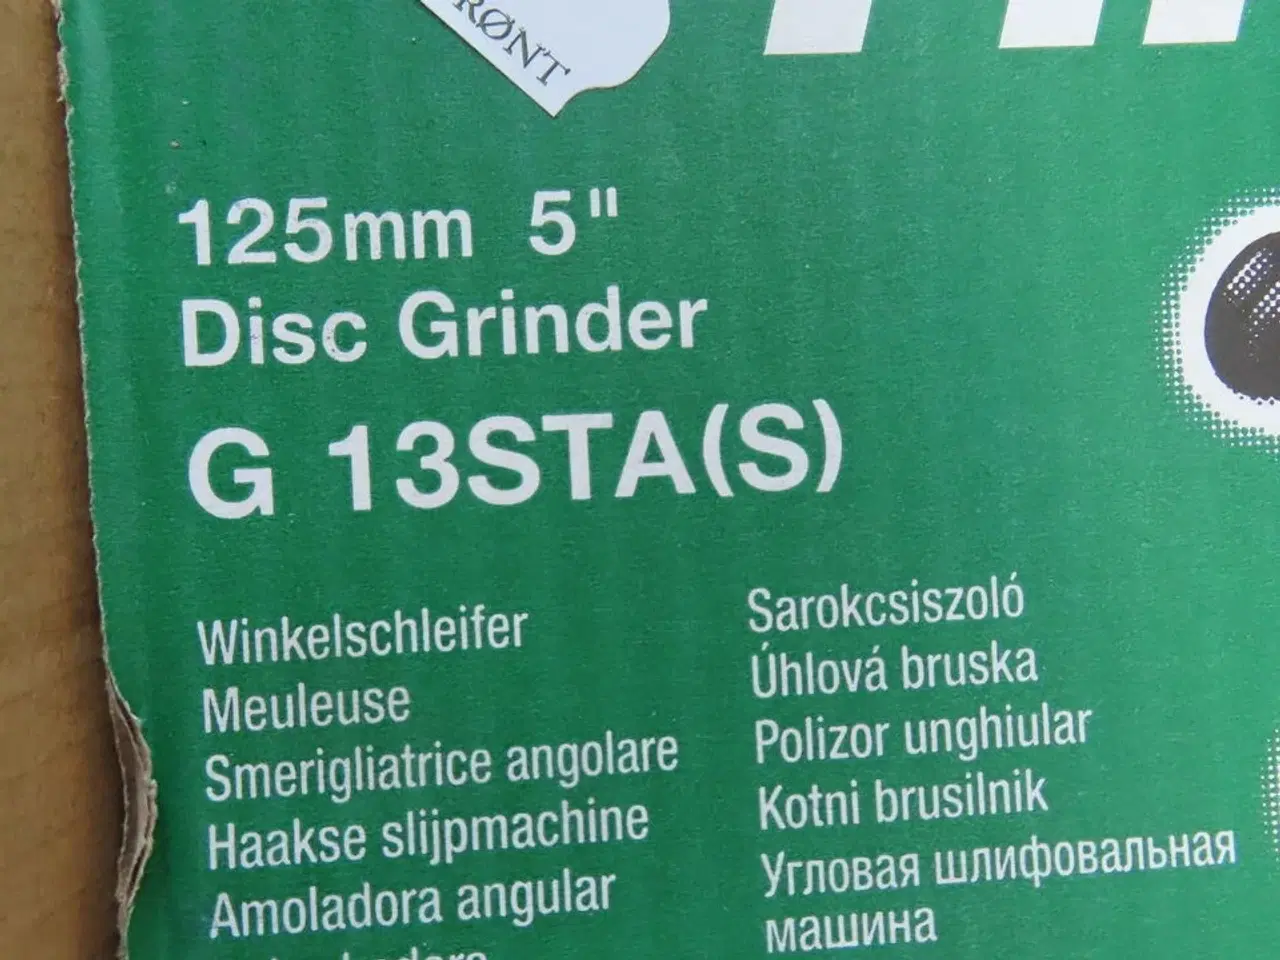 125mm 5"
Disc Grinder
G 13STA(S)
Winkelschleifer
Meuleuse
Smerigliatrice angolare
Haakse slijpmachine
Amoladora angular
Sarokcsiszoló
Úhlová bruska
Polizor unghiular
Kotni brusilnik
Угловая шлифовальная
машина